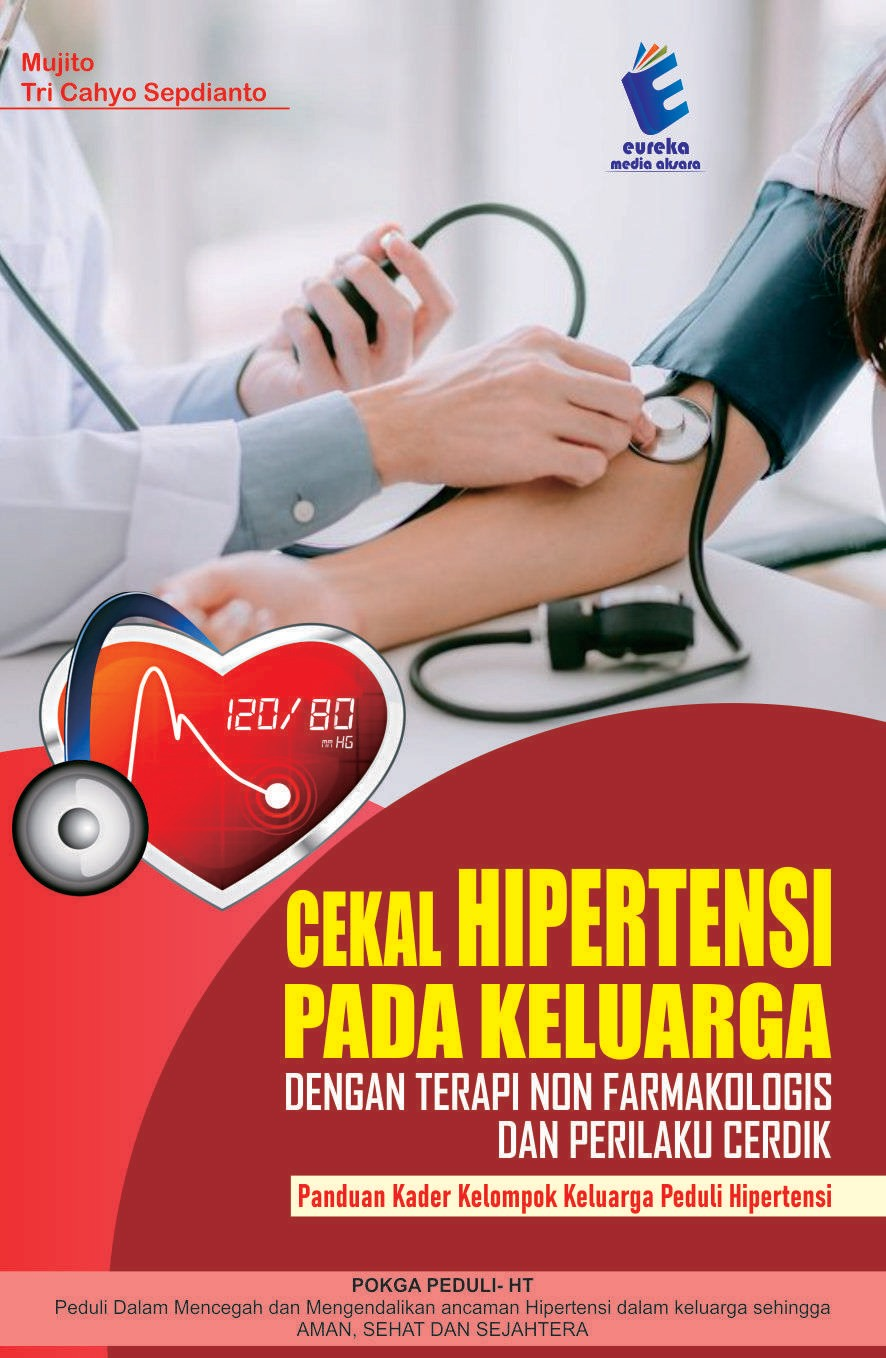 Mujito
Tri Cahyo Sepdianto
eureka
media aksara
120/ 80
mm HG
CEKAL HIPERTENSI
PADA KELUARGA
DENGAN TERAPI NON FARMAKOLOGIS
DAN PERILAKU CERDIK
Panduan Kader Kelompok Keluarga Peduli Hipertensi
POKGA PEDULI- HT
Peduli Dalam Mencegah dan Mengendalikan ancaman Hipertensi dalam keluarga sehingga
AMAN, SEHAT DAN SEJAHTERA